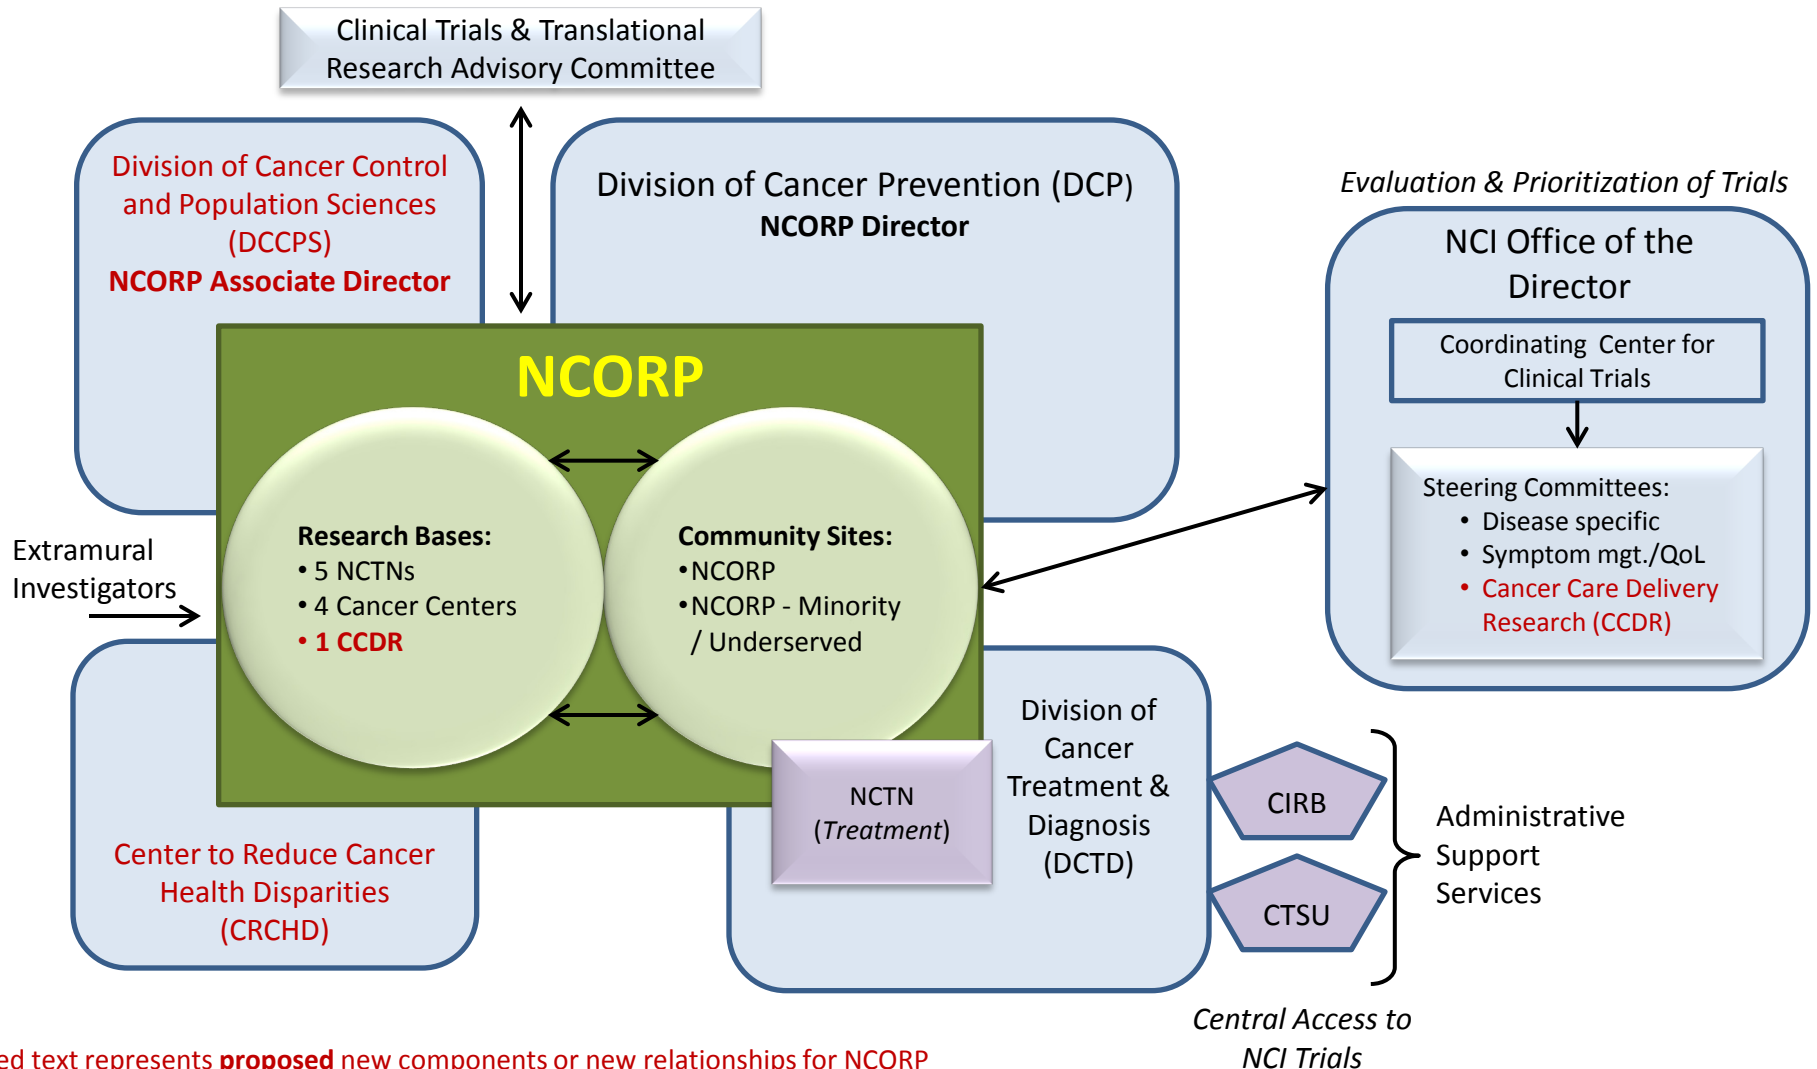 Clinical Trials & Translational
Research Advisory Committee
Division of Cancer Control
and Population Sciences
(DCCPS)
NCORP Associate Director
Division of Cancer Prevention (DCP)
NCORP Director
Evaluation & Prioritization of Trials
NCI Office of the
Director
Coordinating Center for
Clinical Trials
Steering Committees:
• Disease specific
• Symptom mgt./QoL
• Cancer Care Delivery
Research (CCDR)
NCORP
Extramural
Investigators
Research Bases:
• 5 NCTNs
• 4 Cancer Centers
• 1 CCDR
Community Sites:
•NCORP
•NCORP - Minority
/ Underserved
NCTN
(Treatment)
Division of
Cancer
Treatment &
Diagnosis
(DCTD)
CIRB
CTSU
Administrative
Support
Services
Center to Reduce Cancer
Health Disparities
(CRCHD)
Central Access to
NCI Trials
text represents proposed new components or new relationships for NCORP